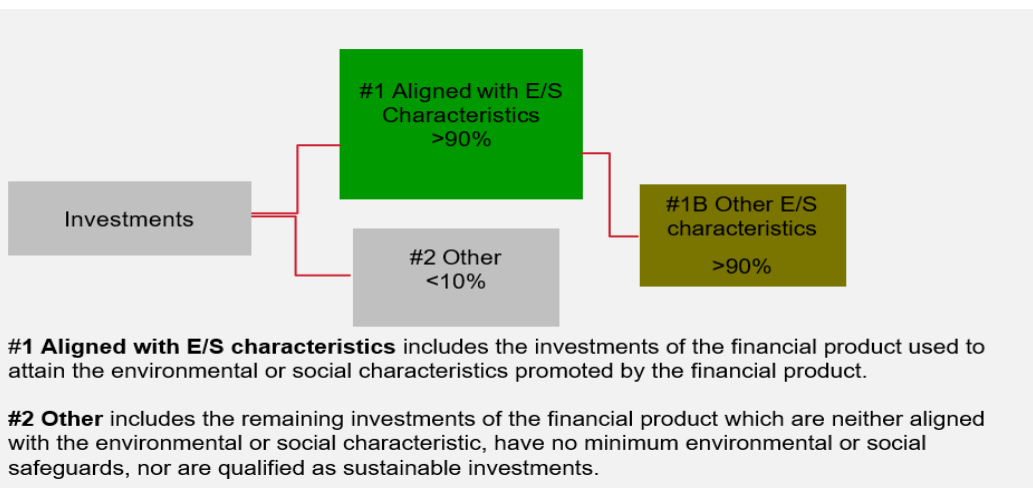 #1 Aligned with E/S
Characteristics
>90%
Investments
#1B Other E/S
characteristics
>90%
#2 Other
<10%
#1 Aligned with E/S characteristics includes the investments of the financial product used to
attain the environmental or social characteristics promoted by the financial product.
#2 Other includes the remaining investments of the financial product which are neither aligned
with the environmental or social characteristic, have no minimum environmental or social
safeguards, nor are qualified as sustainable investments.